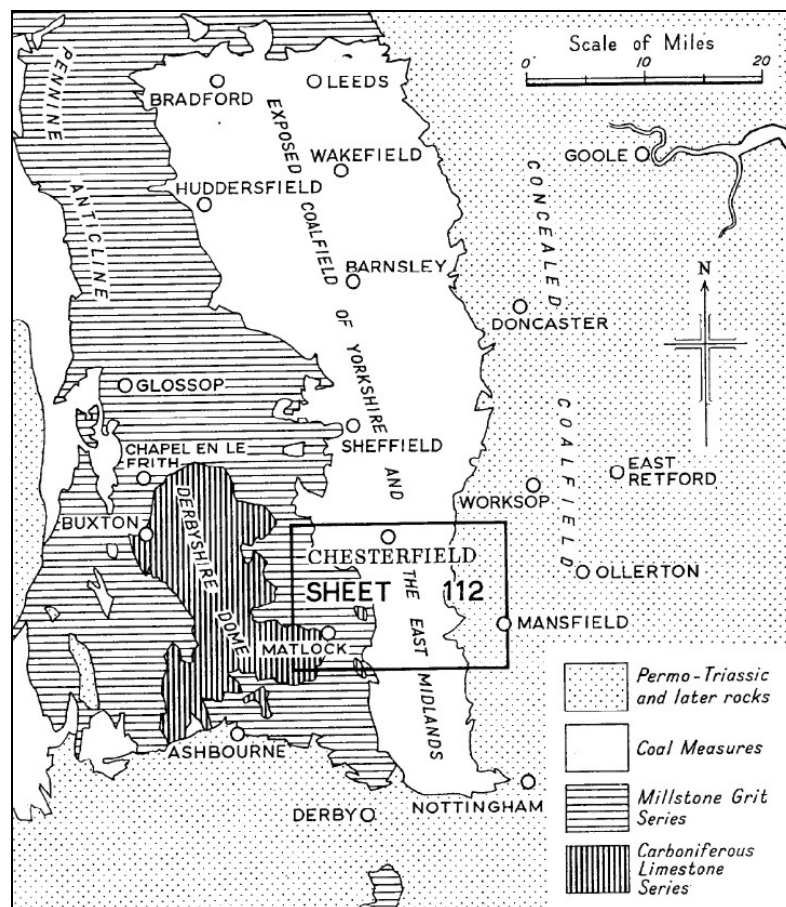 Scale of Miles
0 10 20
PENNINE ANTICLINE
BRADFORD
LEEDS
EXPOSED COALFIELD OF YORKSHIRE AND THE EAST MIDLANDS
WAKEFIELD
GOOLE
HUDDERSFIELD
CONCEALED COALFIELD
BARNSLEY
N
DONCASTER
GLOSSOP
SHEFFIELD
CHAPEL EN LE
FRITH
EAST
RETFORD
WORKSOP
BUXTON
DERBYSHIRE DOME
CHESTERFIELD
OLLERTON
SHEET 112
MANSFIELD
MATLOCK
ASHBOURNE
NOTTINGHAM
DERBY
Permo-Triassic
and later rocks
Coal Measures
Millstone Grit
Series
Carboniferous
Limestone
Series